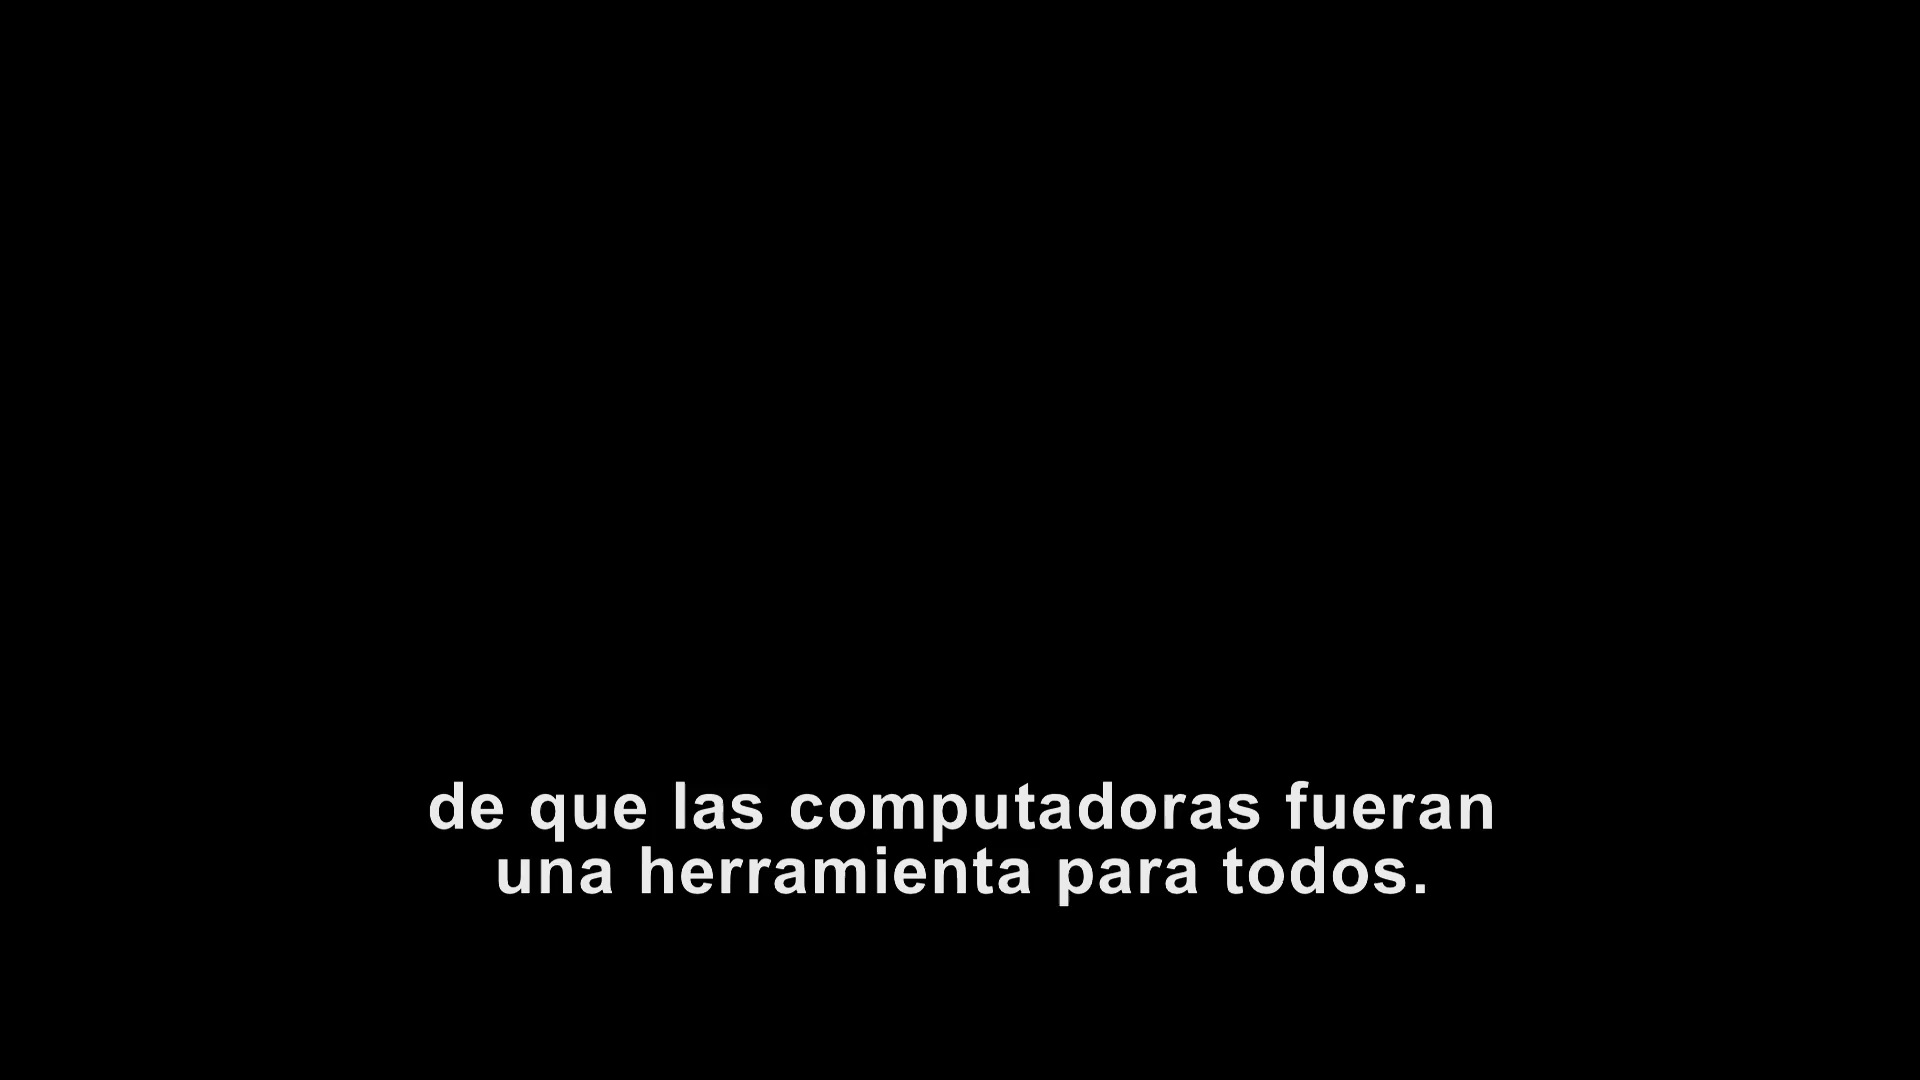 de que las computadoras fueran
una herramienta para todos.